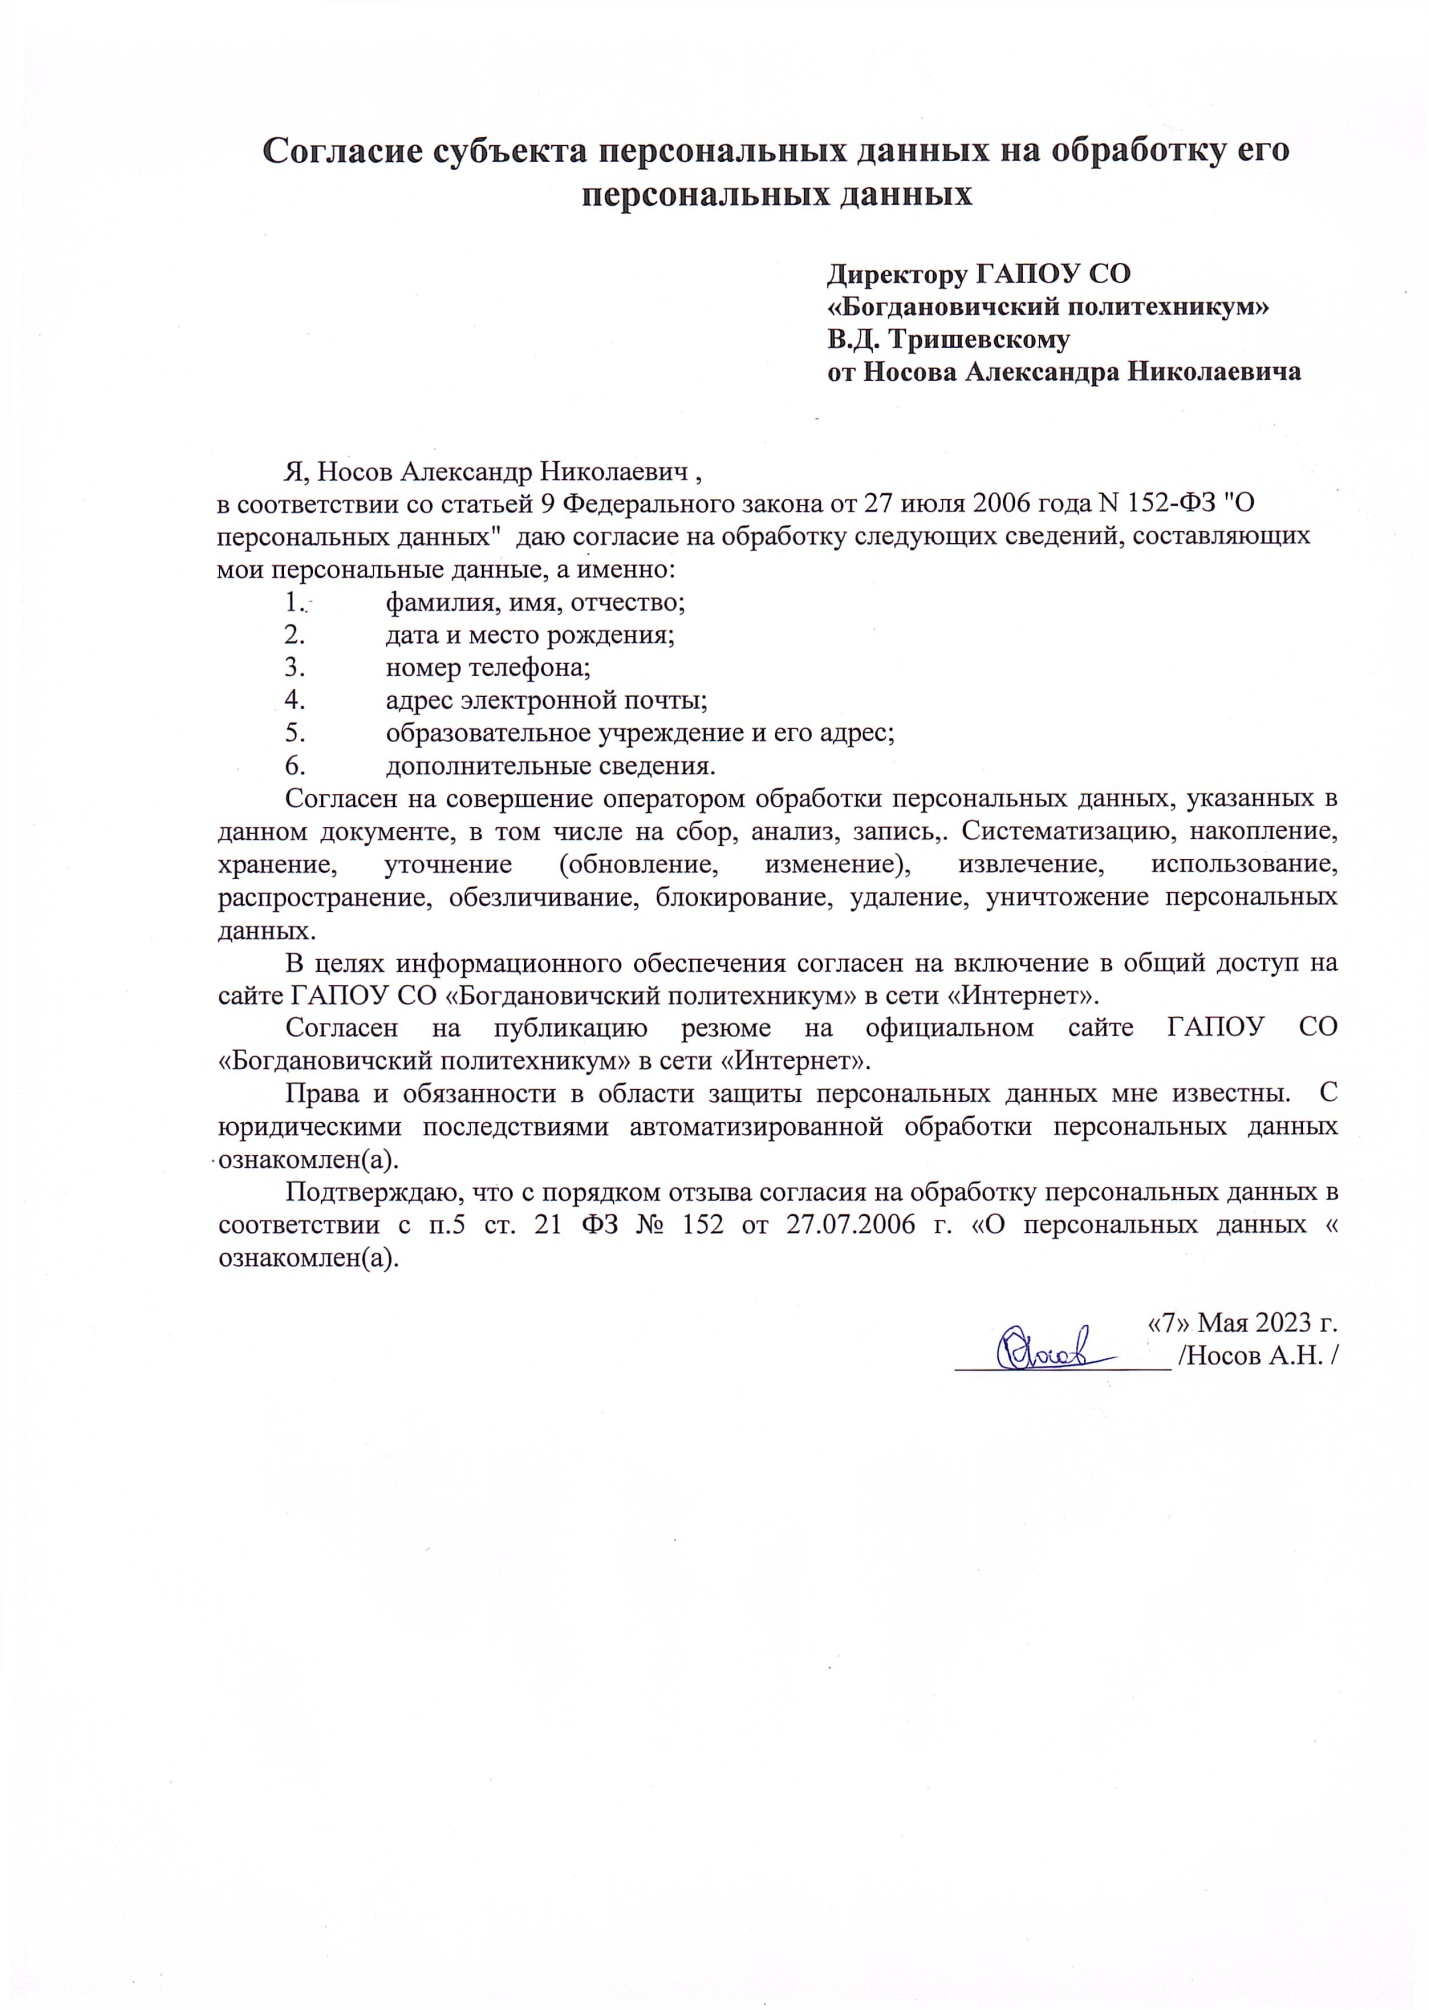 Согласие субъекта персональных данных на обработку его
персональных данных
Директору ГАПОУ СО
«Богдановичский политехникум»
В.Д. Тришевскому
от Носова Александра Николаевича
Я, Носов Александр Николаевич ,
в соответствии со статьей 9 Федерального закона от 27 июля 2006 года N 152-ФЗ "О
персональных данных"  даю согласие на обработку следующих сведений, составляющих
мои персональные данные, а именно:
1. фамилия, имя, отчество;
2. дата и место рождения;
3. номер телефона;
4. адрес электронной почты;
5. образовательное учреждение и его адрес;
6. дополнительные сведения.
Согласен на совершение оператором обработки персональных данных, указанных в
данном документе, в том числе на сбор, анализ, запись,. Систематизацию, накопление,
хранение, уточнение (обновление, изменение), извлечение, использование,
распространение, обезличивание, блокирование, удаление, уничтожение персональных
данных.
В целях информационного обеспечения согласен на включение в общий доступ на
сайте ГАПОУ СО «Богдановичский политехникум» в сети «Интернет».
Согласен на публикацию резюме на официальном сайте ГАПОУ СО
«Богдановичский политехникум» в сети «Интернет».
Права и обязанности в области защиты персональных данных мне известны.  С
юридическими последствиями автоматизированной обработки персональных данных
ознакомлен(а).
Подтверждаю, что с порядком отзыва согласия на обработку персональных данных в
соответствии с п.5 ст. 21 ФЗ № 152 от 27.07.2006 г. «О персональных данных «
ознакомлен(а).
«7» Мая 2023 г.
Носов /Носов А.Н. /